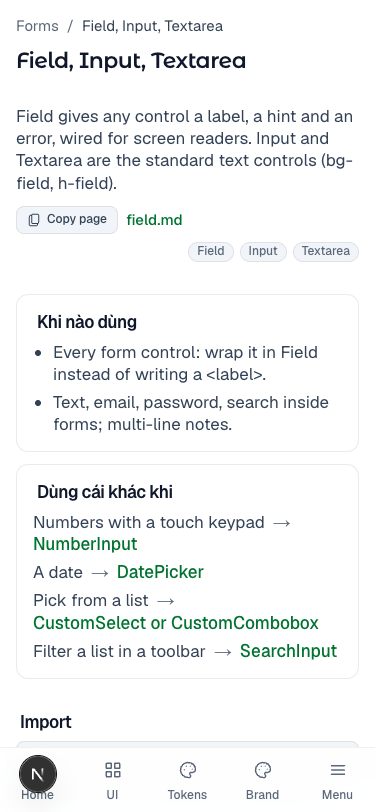 Forms / Field, Input, Textarea
Field, Input, Textarea
Field gives any control a label, a hint and an
error, wired for screen readers. Input and
Textarea are the standard text controls (bg-
field, h-field).
Copy page field.md
Field Input Textarea
Khi nào dùng
Every form control: wrap it in Field
instead of writing a <label>.
Text, email, password, search inside
forms; multi-line notes.
Dùng cái khác khi
Numbers with a touch keypad →
NumberInput
A date → DatePicker
Pick from a list →
CustomSelect or CustomCombobox
Filter a list in a toolbar → SearchInput
Import
N
Home UI Tokens Brand Menu